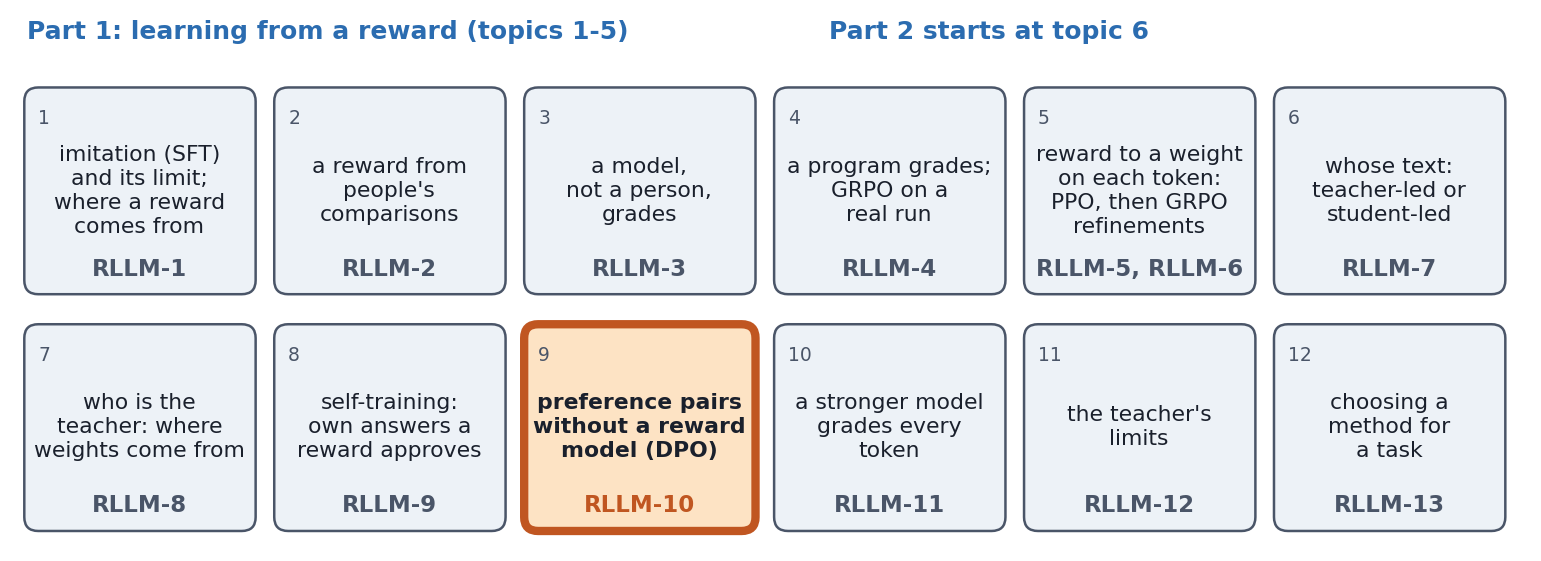 Part 1: learning from a reward (topics 1-5)
Part 2 starts at topic 6
1
imitation (SFT)
and its limit;
where a reward
comes from
RLLM-1
2
a reward from
people's
comparisons
RLLM-2
3
a model,
not a person,
grades
RLLM-3
4
a program grades;
GRPO on a
real run
RLLM-4
5
reward to a weight
on each token:
PPO, then GRPO
refinements
RLLM-5, RLLM-6
6
whose text:
teacher-led or
student-led
RLLM-7
7
who is the
teacher: where
weights come from
RLLM-8
8
self-training:
own answers a
reward approves
RLLM-9
9
preference pairs
without a reward
model (DPO)
RLLM-10
10
a stronger model
grades every
token
RLLM-11
11
the teacher's
limits
RLLM-12
12
choosing a
method for
a task
RLLM-13